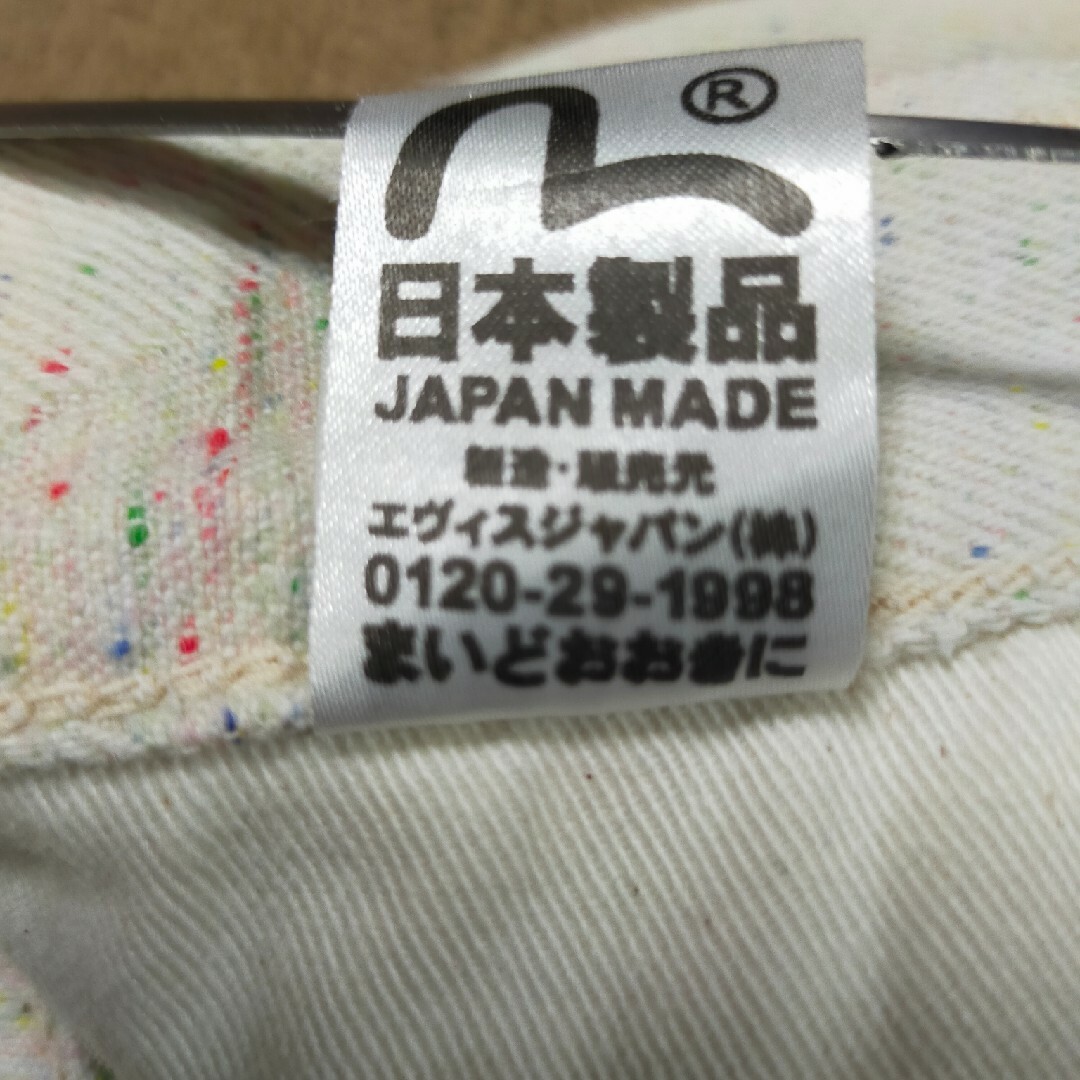 ®
日本製品
JAPAN MADE
製造・販売元
エヴィスジャパン(株)
0120-29-1998
まいどおおきに